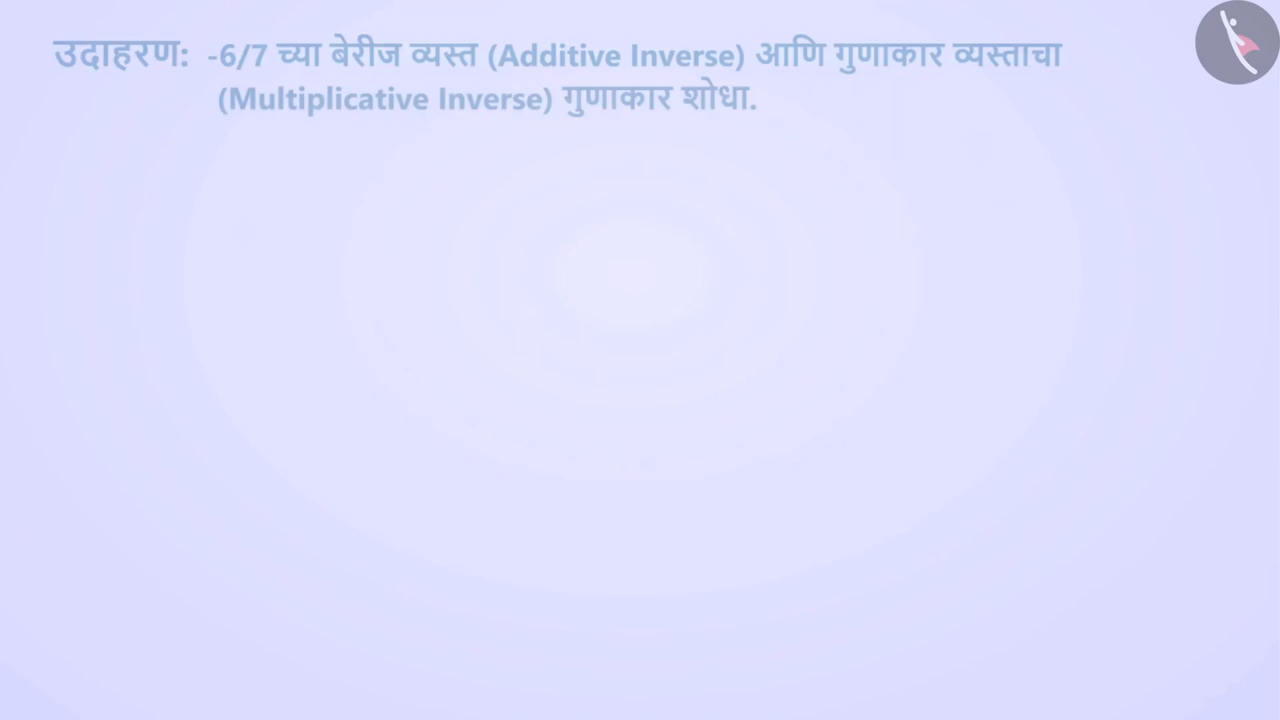 उदाहरण: -6/7 च्या बेरीज व्यस्त (Additive Inverse) आणि गुणाकार व्यस्ताचा
(Multiplicative Inverse) गुणाकार शोधा.